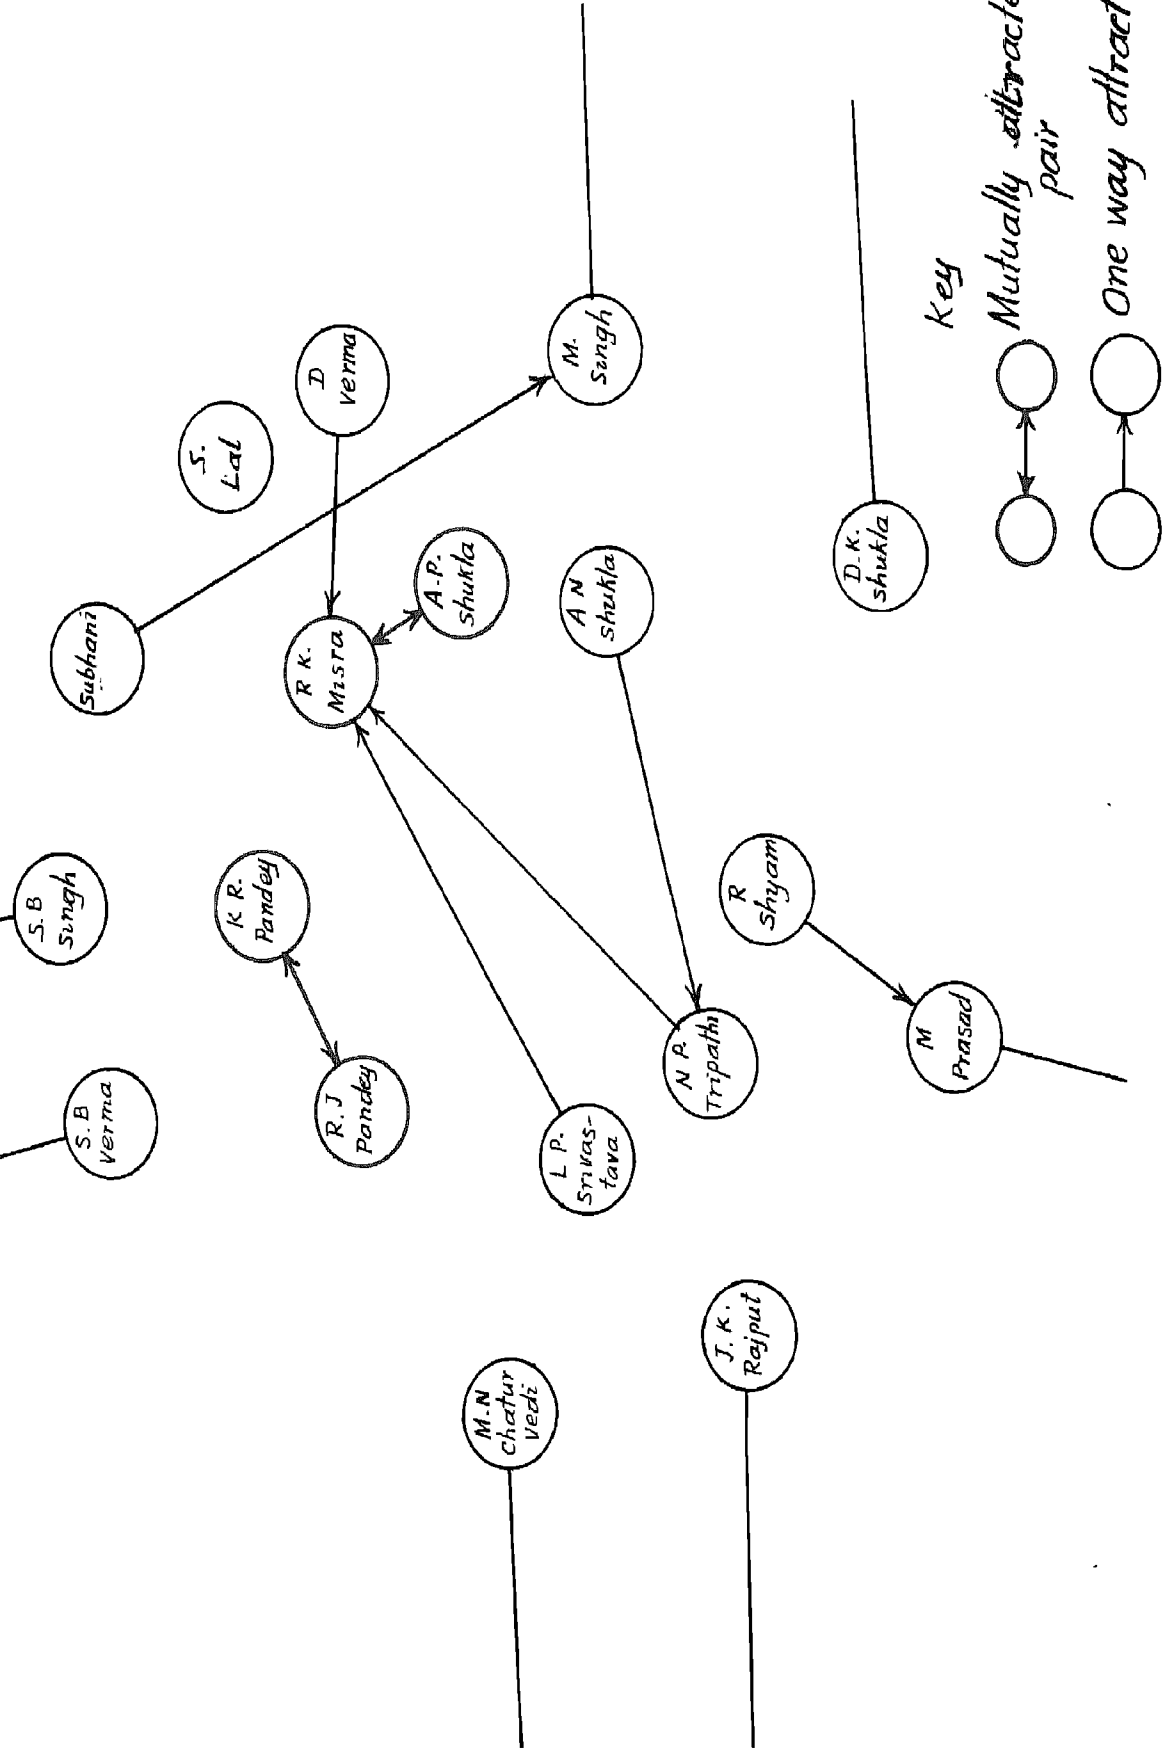 S.B
verma
S.B
singh
Subhani
R.J
Pandey
K R.
Pandey
R K.
Misra
S.
Lal
D
verma
A.P.
shukla
M.N
chatur
vedi
L P.
Srivas-
tava
A N
shukla
M.
singh
N P.
Tripathi
J.K.
Rajput
R
shyam
D.K.
shukla
M
Prasad
Key
Mutually attracte
pair
One way attract